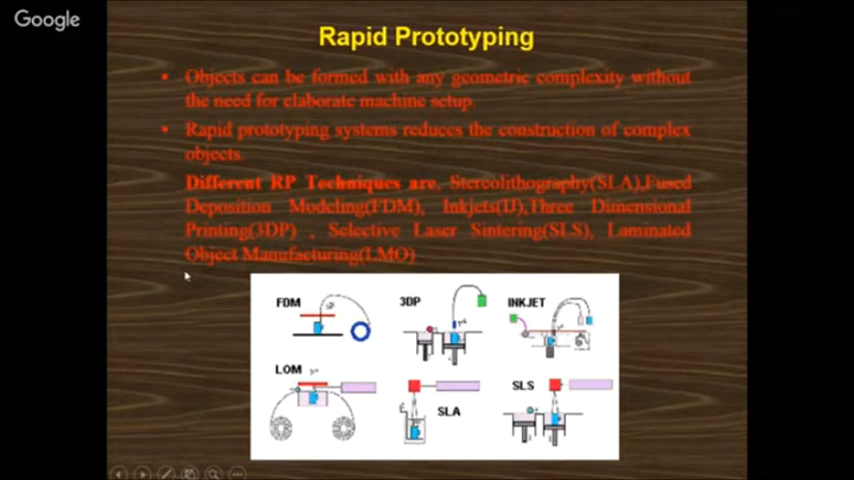 Google
Rapid Prototyping
• Objects can be formed with any geometric complexity without
the need for elaborate machine setup.
• Rapid prototyping systems reduces the construction of complex
objects.
Different RP Techniques are, Stereolithography(SLA),Fused
Deposition Modeling(FDM), Inkjets(IJ),Three Dimensional
Printing(3DP) , Selective Laser Sintering(SLS), Laminated
Object Manufacturing(LMO)
FDM 3DP INKJET
LOM SLA SLS